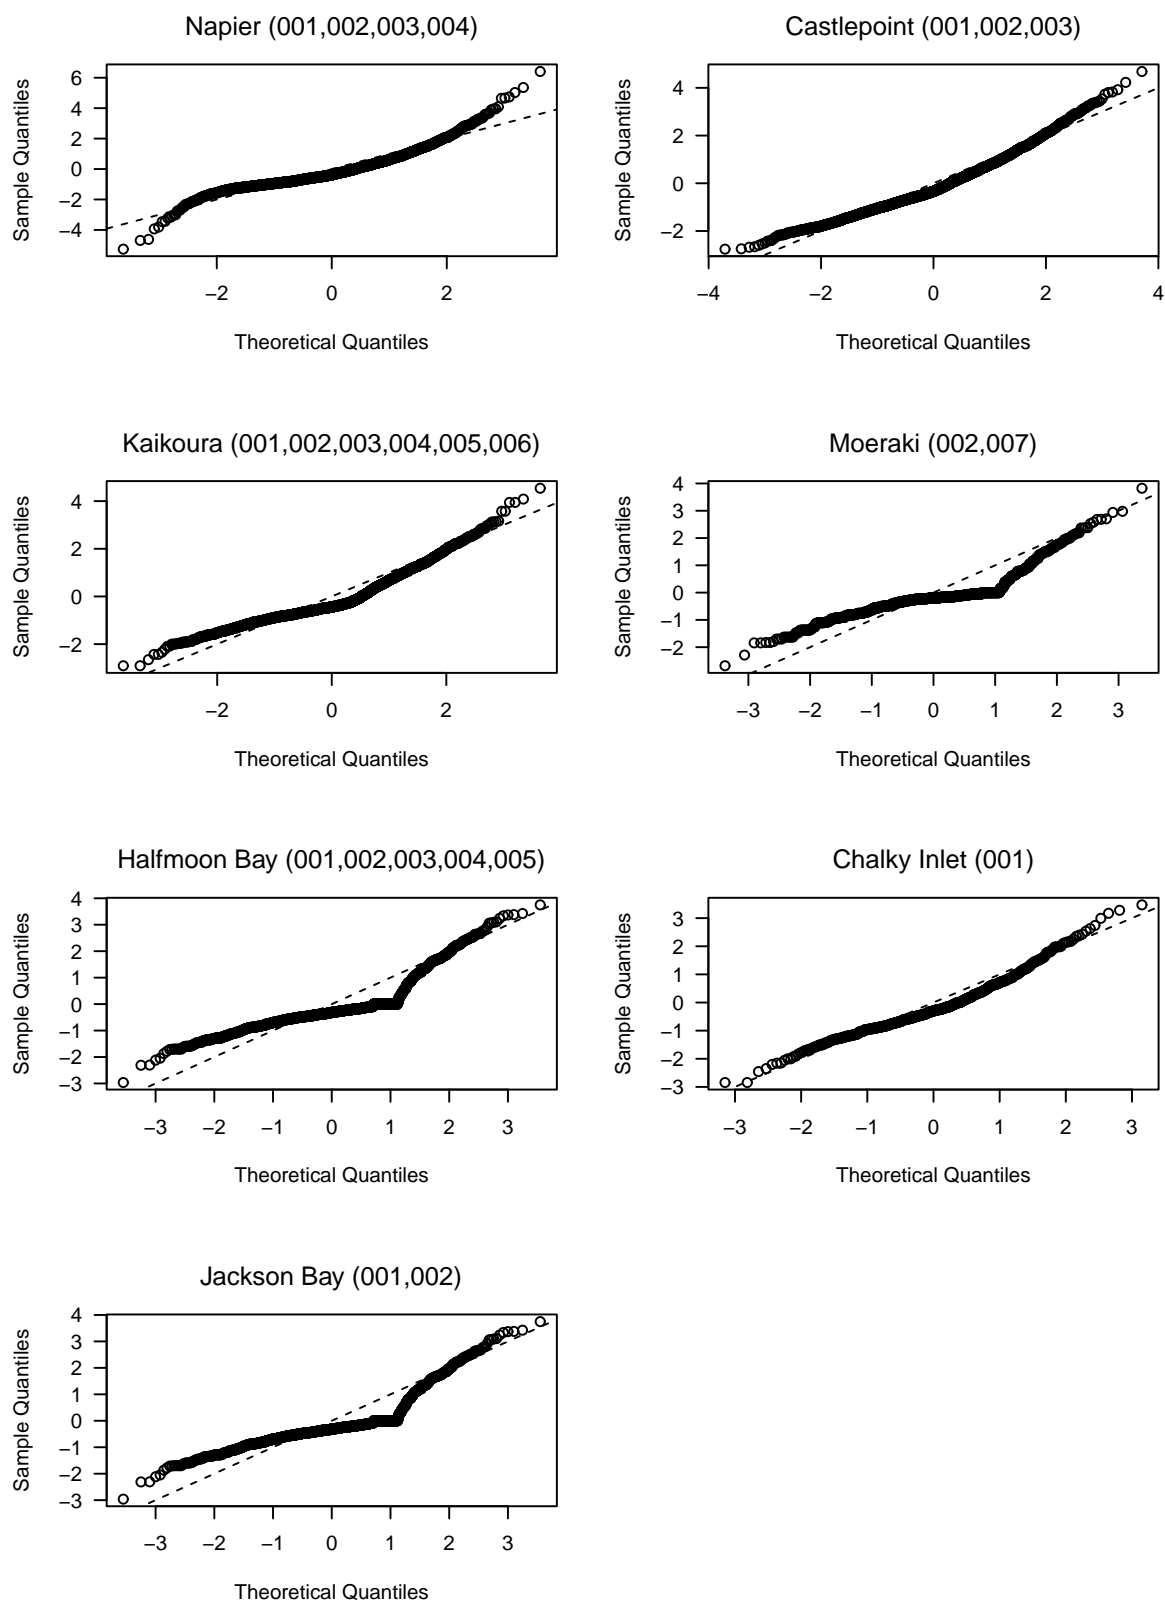 Napier (001,002,003,004)
Sample Quantiles
6
4
2
0
−2
−4
−2 0 2
Theoretical Quantiles
Castlepoint (001,002,003)
Sample Quantiles
4
2
0
−2
−4 −2 0 2 4
Theoretical Quantiles
Kaikoura (001,002,003,004,005,006)
Sample Quantiles
4
2
0
−2
−2 0 2
Theoretical Quantiles
Moeraki (002,007)
Sample Quantiles
4
3
2
1
0
−1
−2
−3 −2 −1 0 1 2 3
Theoretical Quantiles
Halfmoon Bay (001,002,003,004,005)
Sample Quantiles
4
3
2
1
0
−1
−2
−3
−3 −2 −1 0 1 2 3
Theoretical Quantiles
Chalky Inlet (001)
Sample Quantiles
3
2
1
0
−1
−2
−3
−3 −2 −1 0 1 2 3
Theoretical Quantiles
Jackson Bay (001,002)
Sample Quantiles
4
3
2
1
0
−1
−2
−3
−3 −2 −1 0 1 2 3
Theoretical Quantiles